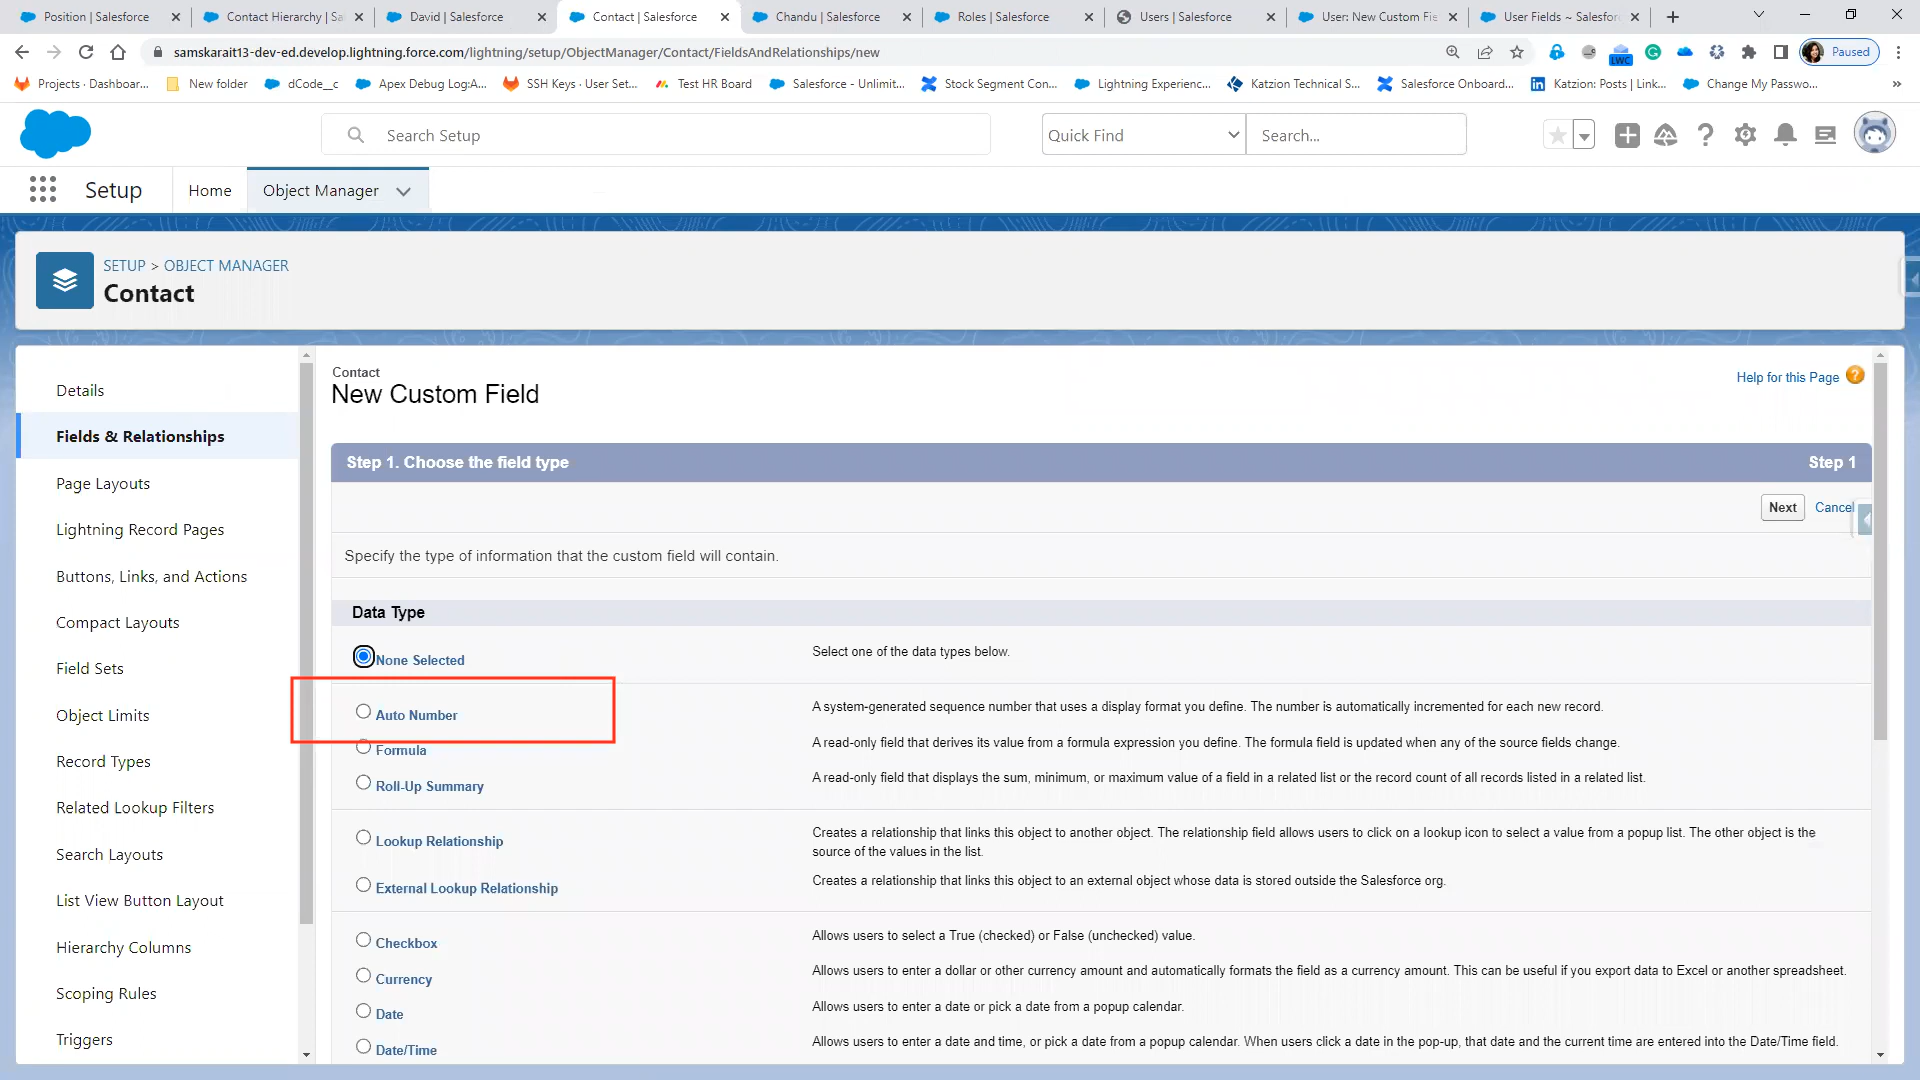 Position | Salesforce
Contact Hierarchy | Sa
David | Salesforce
Contact | Salesforce
Chandu | Salesforce
Roles | Salesforce
Users | Salesforce
User: New Custom Fie
User Fields ~ Salesfor
samskarait13-dev-ed.develop.lightning.force.com/lightning/setup/ObjectManager/Contact/FieldsAndRelationships/new
LWC
Paused
Projects · Dashboar...
New folder
dCode__c
Apex Debug Log:A...
SSH Keys · User Set...
Test HR Board
Salesforce - Unlimit...
Stock Segment Con...
Lightning Experienc...
Katzion Technical S...
Salesforce Onboard...
Katzion: Posts | Link...
Change My Passwo...
Search Setup
Quick Find
Search...
Setup
Home
Object Manager
SETUP > OBJECT MANAGER
Contact
Details
Fields & Relationships
Page Layouts
Lightning Record Pages
Buttons, Links, and Actions
Compact Layouts
Field Sets
Object Limits
Record Types
Related Lookup Filters
Search Layouts
List View Button Layout
Hierarchy Columns
Scoping Rules
Triggers
Contact
New Custom Field
Help for this Page
Step 1. Choose the field type
Step 1
Next
Cancel
Specify the type of information that the custom field will contain.
Data Type
None Selected
Select one of the data types below.
Auto Number
A system-generated sequence number that uses a display format you define. The number is automatically incremented for each new record.
Formula
A read-only field that derives its value from a formula expression you define. The formula field is updated when any of the source fields change.
Roll-Up Summary
A read-only field that displays the sum, minimum, or maximum value of a field in a related list or the record count of all records listed in a related list.
Lookup Relationship
Creates a relationship that links this object to another object. The relationship field allows users to click on a lookup icon to select a value from a popup list. The other object is the
source of the values in the list.
External Lookup Relationship
Creates a relationship that links this object to an external object whose data is stored outside the Salesforce org.
Checkbox
Allows users to select a True (checked) or False (unchecked) value.
Currency
Allows users to enter a dollar or other currency amount and automatically formats the field as a currency amount. This can be useful if you export data to Excel or another spreadsheet.
Date
Allows users to enter a date or pick a date from a popup calendar.
Date/Time
Allows users to enter a date and time, or pick a date from a popup calendar. When users click a date in the pop-up, that date and the current time are entered into the Date/Time field.